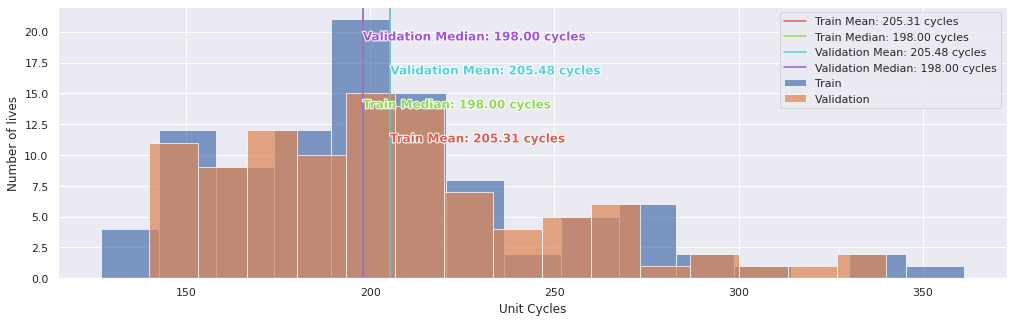 Number of lives
20.0
17.5
15.0
12.5
10.0
7.5
5.0
2.5
0.0
Validation Median: 198.00 cycles
Validation Mean: 205.48 cycles
Train Median: 198.00 cycles
Train Mean: 205.31 cycles
Train Mean: 205.31 cycles
Train Median: 198.00 cycles
Validation Mean: 205.48 cycles
Validation Median: 198.00 cycles
Train
Validation
150
200
250
300
350
Unit Cycles